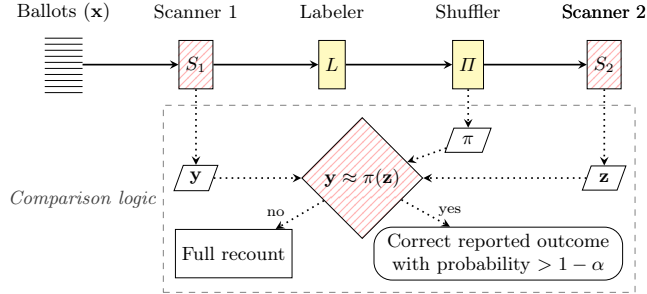 Ballots (x) Scanner 1 Labeler Shuffler Scanner 2
S₁ L Π S₂
π
y y ≈ π(z) z
Comparison logic
no yes
Full recount
Correct reported outcome
with probability > 1 − α